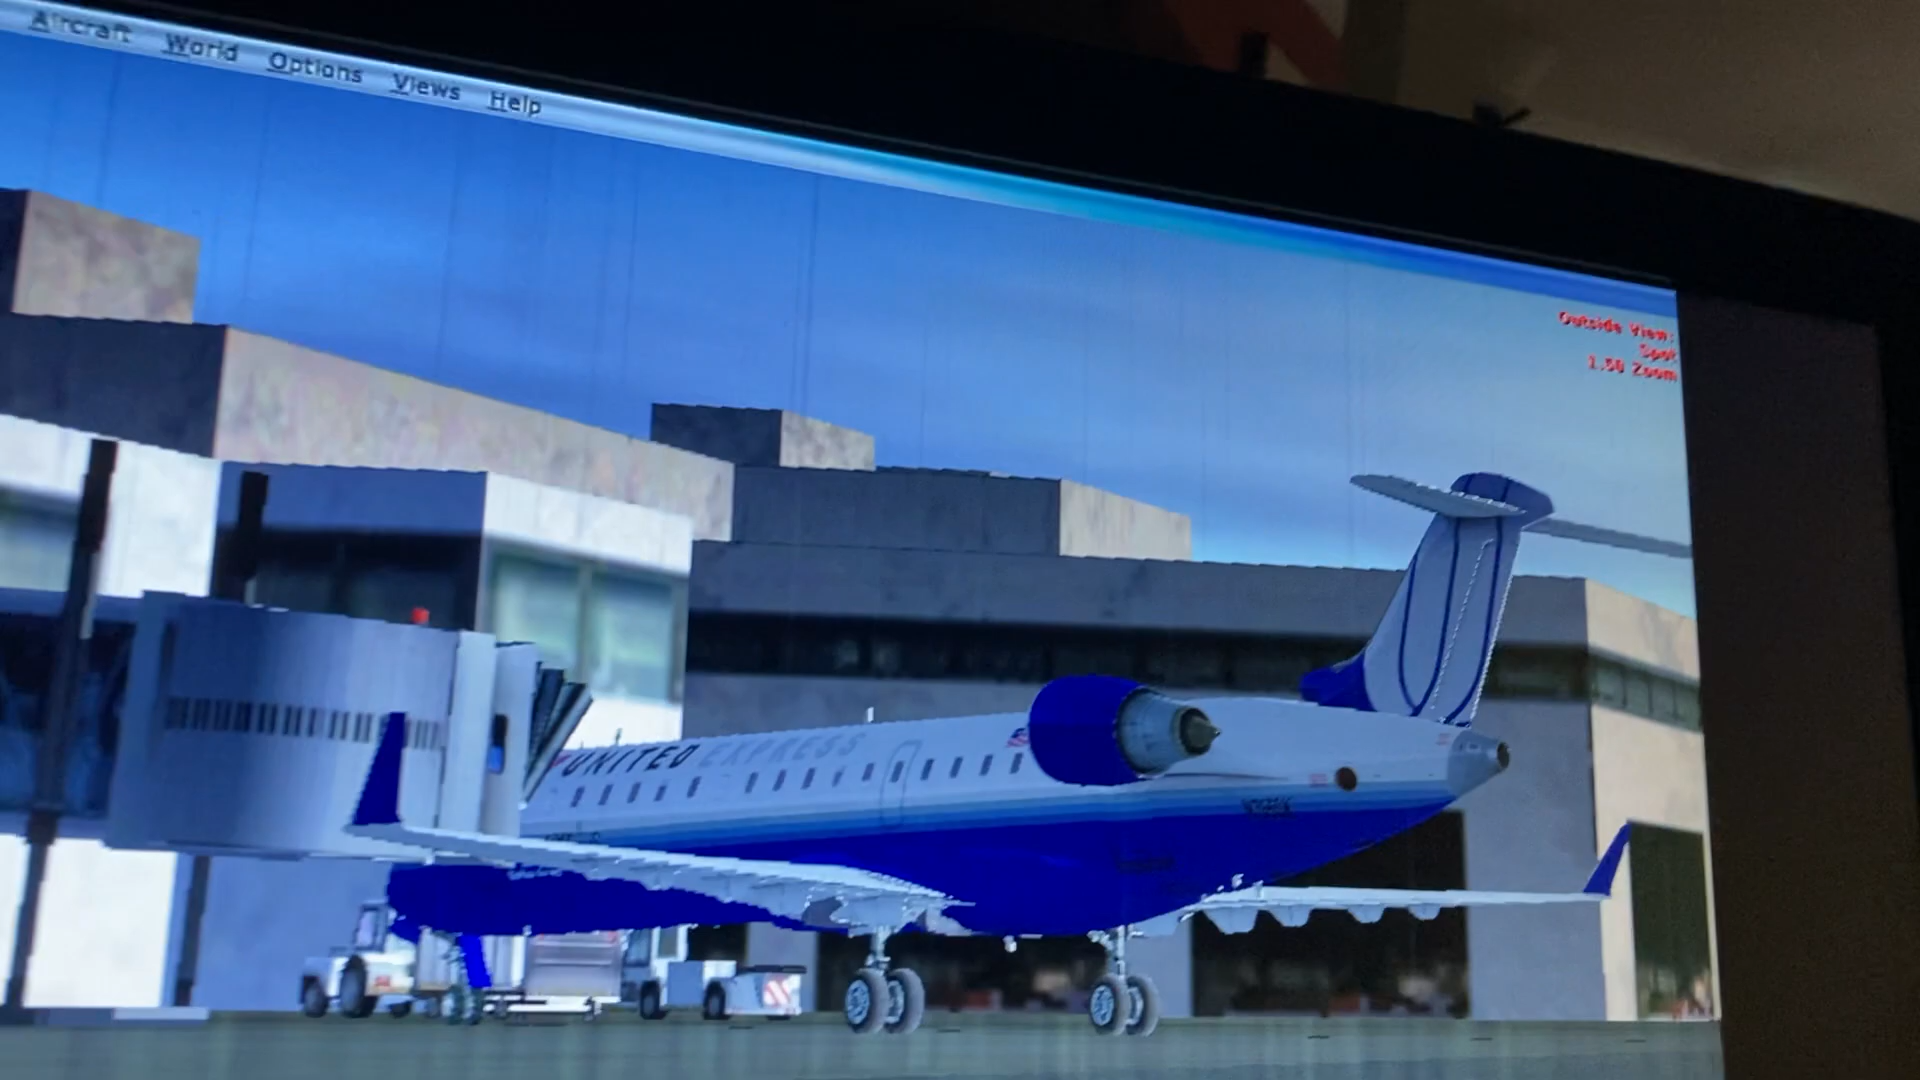 Aircraft World Options Views Help
Outside View:
Spot
1.50 Zoom
UNITED EXPRESS